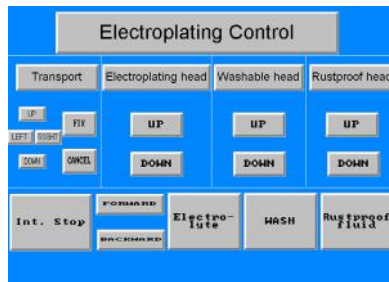 Electroplating Control
Transport
Electroplating head
Washable head
Rustproof head
UP
LEFT
RIGHT
DOWN
FIX
CANCEL
UP
DOWN
UP
DOWN
UP
DOWN
Int. Stop
FORWARD
BACKWARD
Electro-
lyte
WASH
Rustproof
fluid